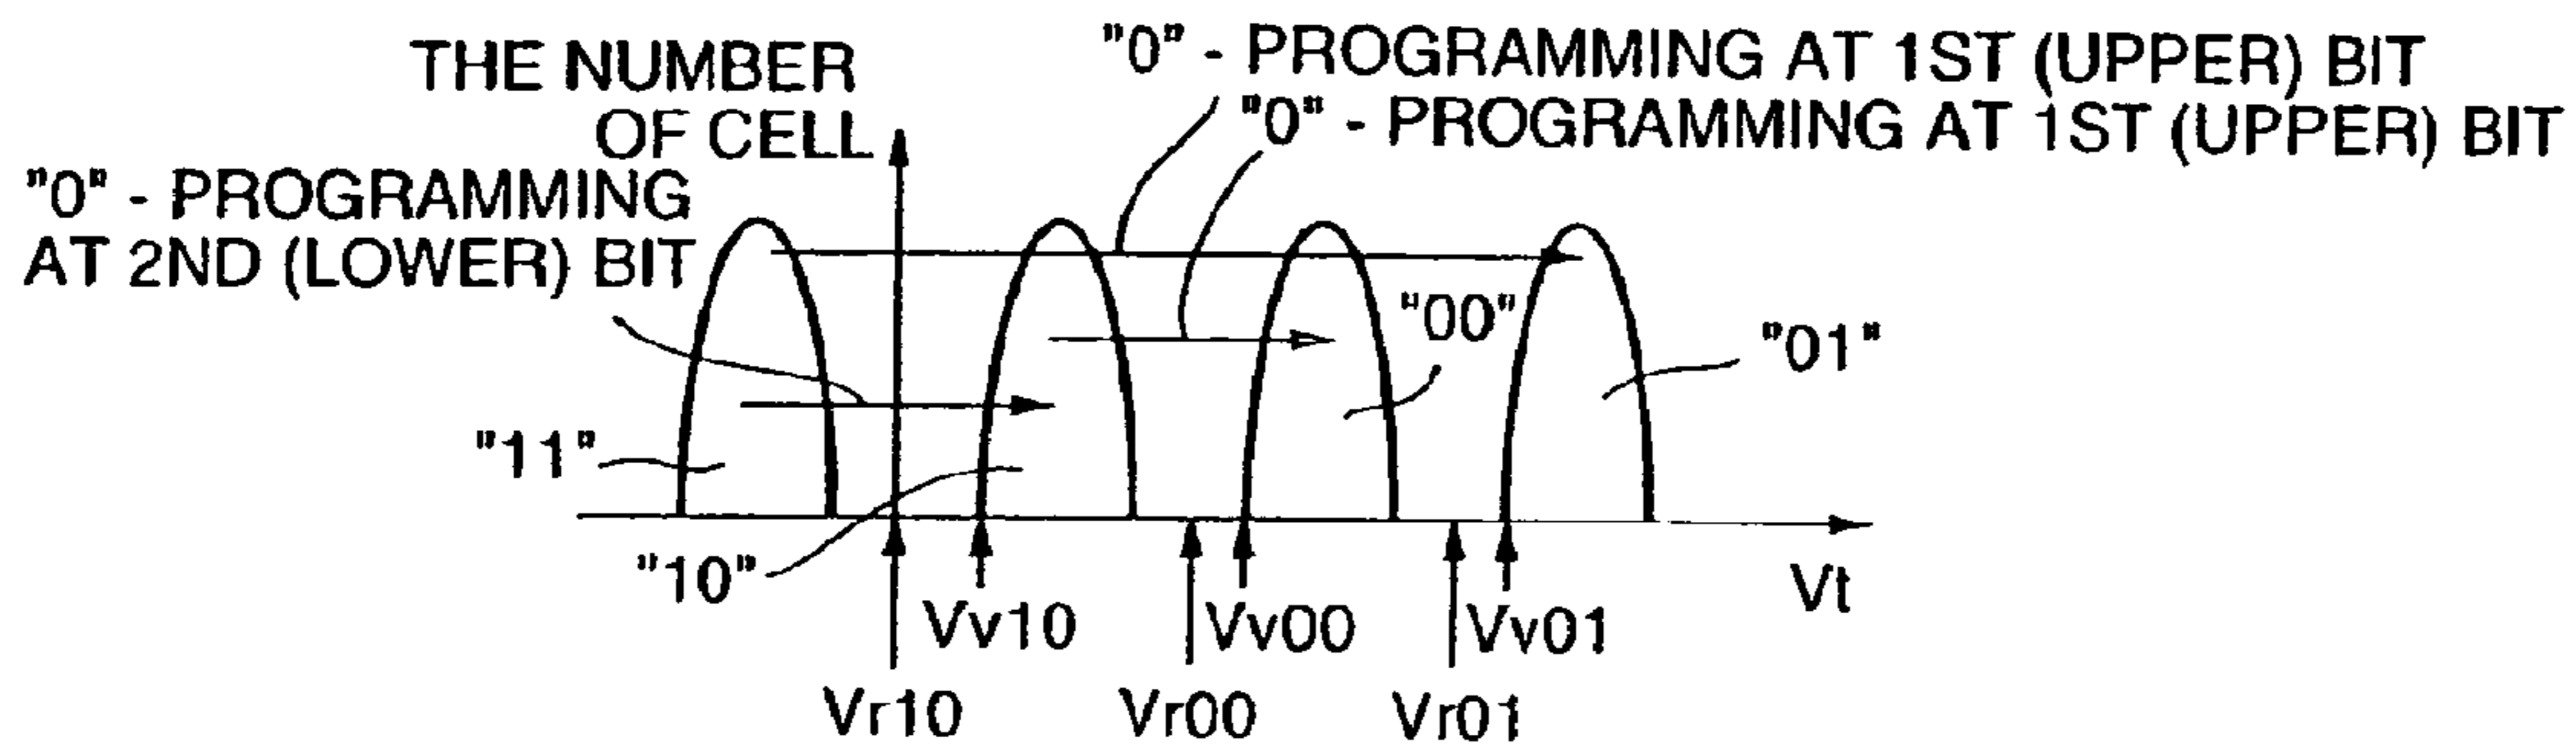 THE NUMBER
OF CELL
"0" - PROGRAMMING AT 1ST (UPPER) BIT
"0" - PROGRAMMING AT 1ST (UPPER) BIT
"0" - PROGRAMMING
AT 2ND (LOWER) BIT
"00"
"01"
"11"
"10"
Vv10
Vv00
Vv01
Vt
Vr10
Vr00
Vr01